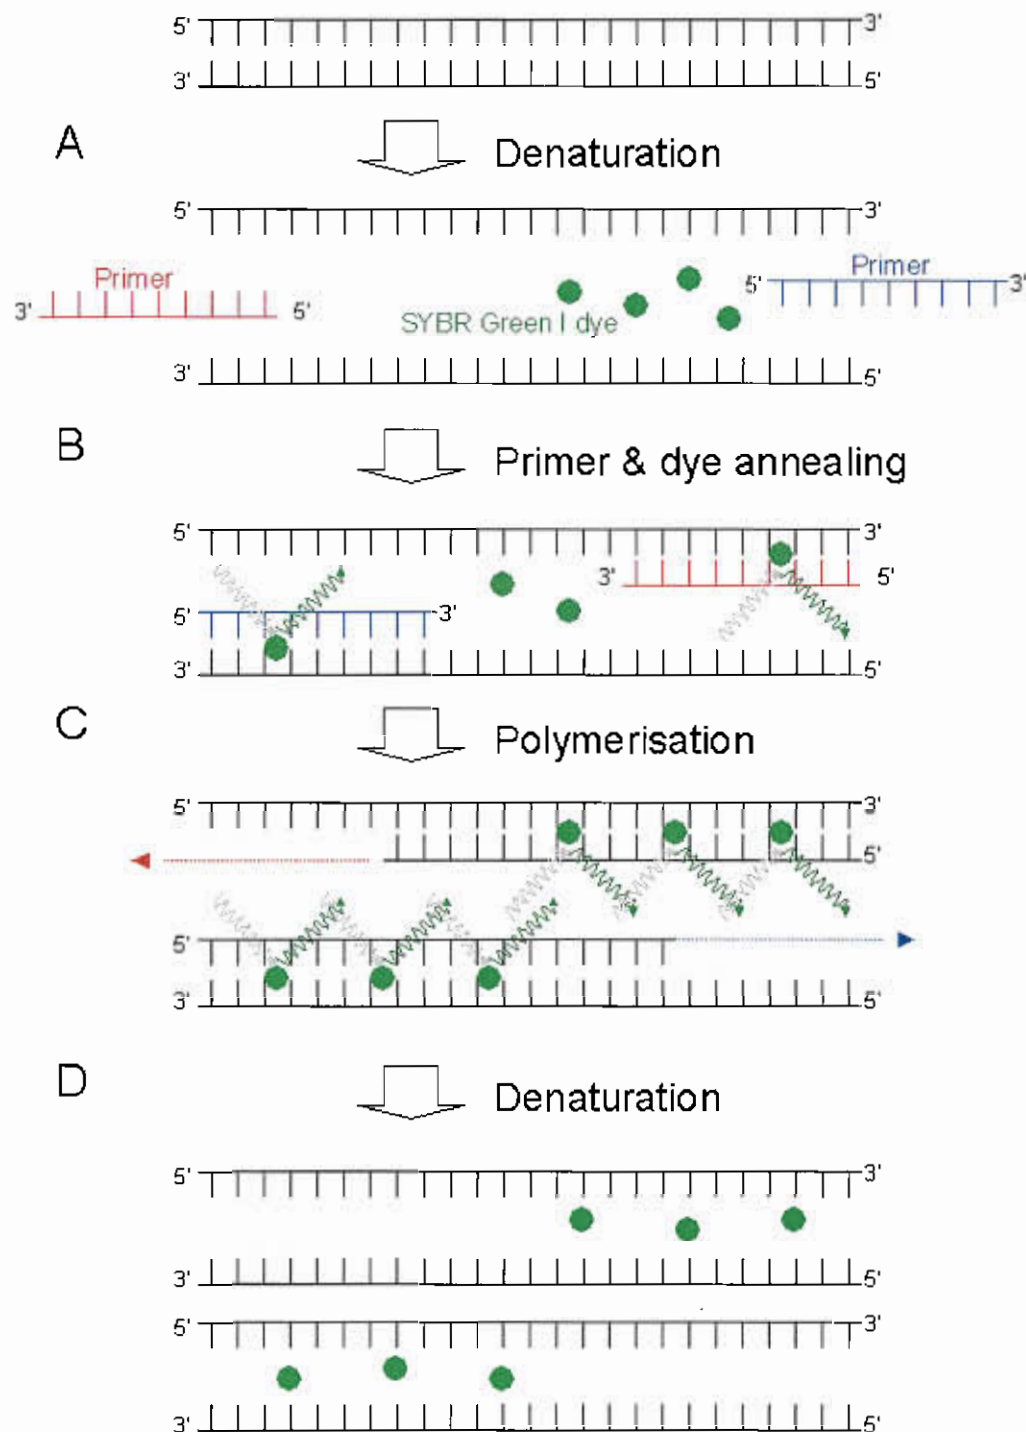 5' 3'
3' 5'
A Denaturation
5' 3'
Primer Primer
3' 5' 5' 3'
SYBR Green I dye
3' 5'
B Primer & dye annealing
5' 3'
3' 5'
5' 3'
3' 5'
C Polymerisation
5' 3'
5'
5'
3' 5'
D Denaturation
5' 3'
3' 5'
5' 3'
3' 5'